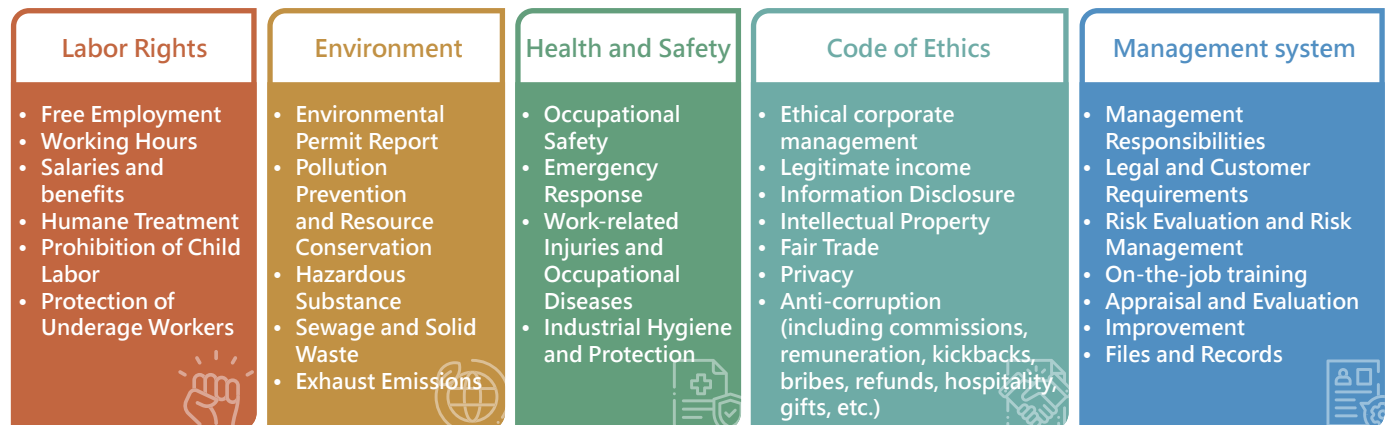 Labor Rights
• Free Employment
• Working Hours
• Salaries and
benefits
• Humane Treatment
• Prohibition of Child
Labor
• Protection of
Underage Workers
Environment
• Environmental
Permit Report
• Pollution
Prevention
and Resource
Conservation
• Hazardous
Substance
• Sewage and Solid
Waste
• Exhaust Emissions
Health and Safety
• Occupational
Safety
• Emergency
Response
• Work-related
Injuries and
Occupational
Diseases
• Industrial Hygiene
and Protection
Code of Ethics
• Ethical corporate
management
• Legitimate income
• Information Disclosure
• Intellectual Property
• Fair Trade
• Privacy
• Anti-corruption
(including commissions,
remuneration, kickbacks,
bribes, refunds, hospitality,
gifts, etc.)
Management system
• Management
Responsibilities
• Legal and Customer
Requirements
• Risk Evaluation and Risk
Management
• On-the-job training
• Appraisal and Evaluation
• Improvement
• Files and Records